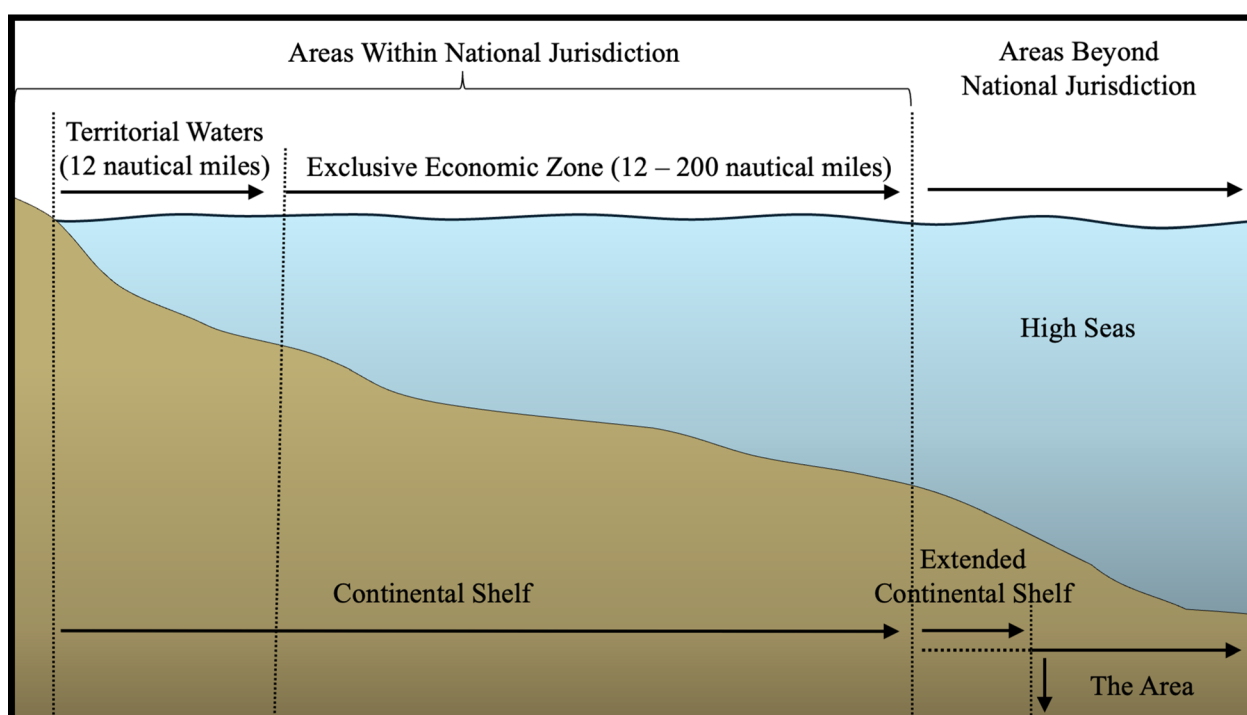 Areas Within National Jurisdiction
Areas Beyond
National Jurisdiction
Territorial Waters
(12 nautical miles)
Exclusive Economic Zone (12 – 200 nautical miles)
High Seas
Continental Shelf
Extended
Continental Shelf
The Area